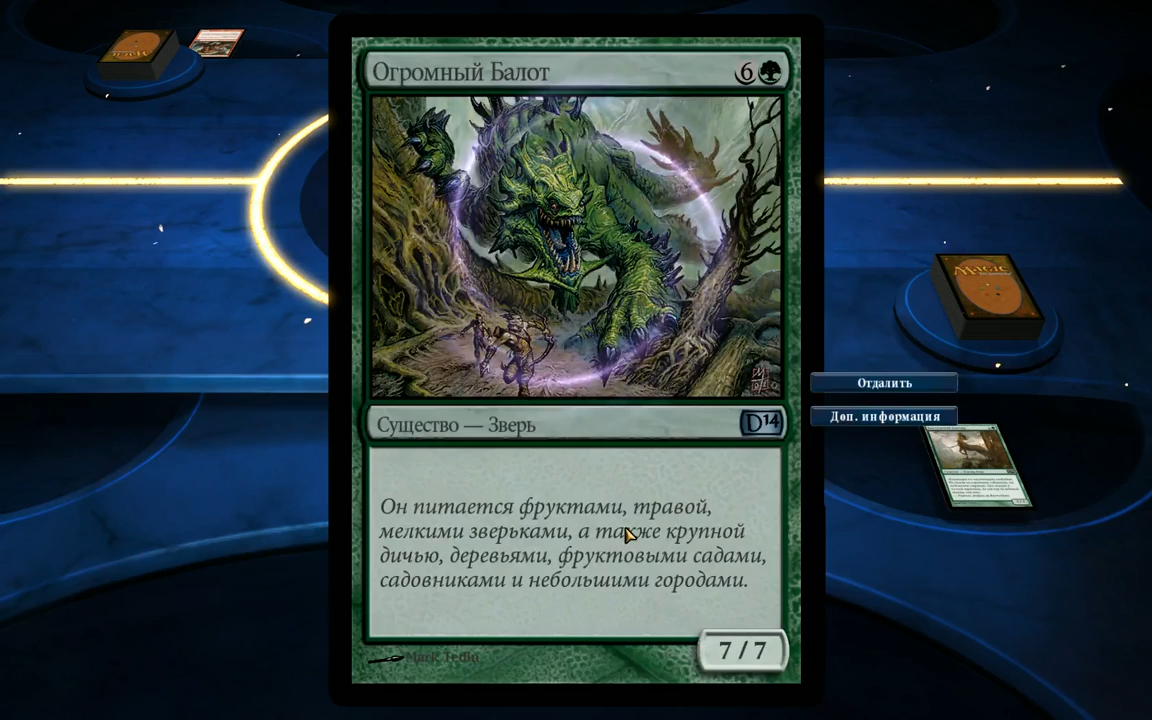 Огромный Балот 6
Существо — Зверь D14
Он питается фруктами, травой,
мелкими зверьками, а также крупной
дичью, деревьями, фруктовыми садами,
садовниками и небольшими городами.
Mark Tedin
7 / 7
MAGIC
Отдалить
Доп. информация